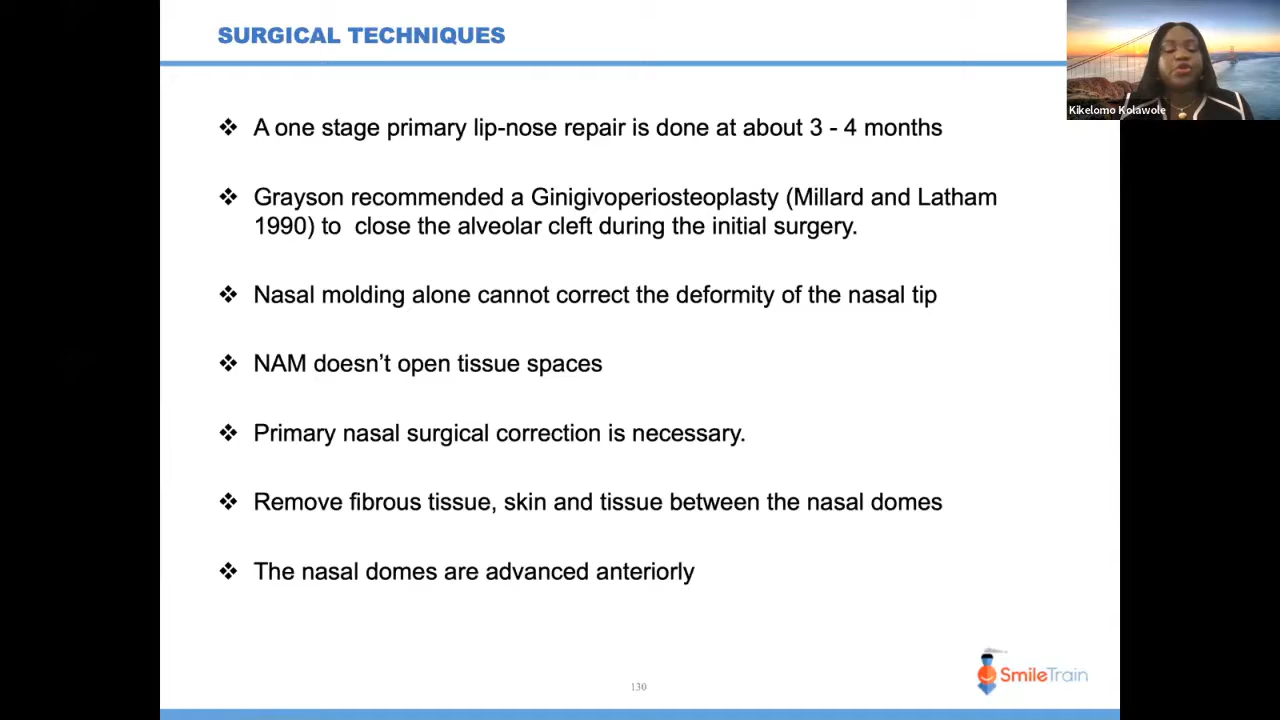 SURGICAL TECHNIQUES
Kikelomo Kolawole
❖ A one stage primary lip-nose repair is done at about 3 - 4 months
❖ Grayson recommended a Ginigivoperiosteoplasty (Millard and Latham
1990) to close the alveolar cleft during the initial surgery.
❖ Nasal molding alone cannot correct the deformity of the nasal tip
❖ NAM doesn’t open tissue spaces
❖ Primary nasal surgical correction is necessary.
❖ Remove fibrous tissue, skin and tissue between the nasal domes
❖ The nasal domes are advanced anteriorly
SmileTrain
130